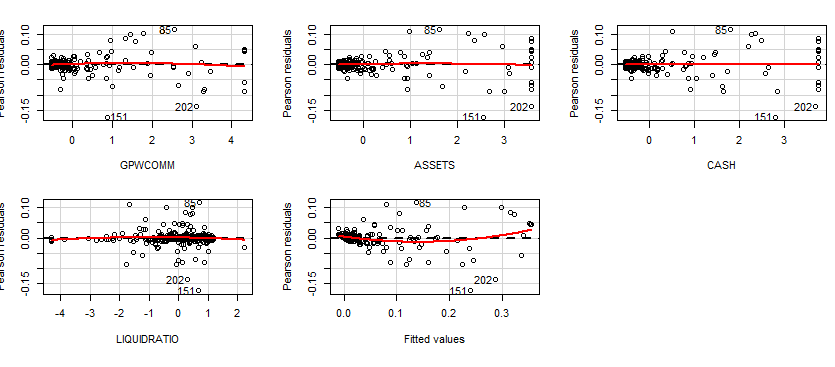 Pearson residuals
0.10
0.00
-0.15
85
202
151
0 1 2 3 4
GPWCOMM
Pearson residuals
0.10
0.00
-0.15
85
202
151
0 1 2 3
ASSETS
Pearson residuals
0.10
0.00
-0.15
85
202
151
0 1 2 3
CASH
Pearson residuals
0.10
0.00
-0.15
85
202
151
-4 -3 -2 -1 0 1 2
LIQUIDRATIO
Pearson residuals
0.10
0.00
-0.15
85
202
151
0.0 0.1 0.2 0.3
Fitted values